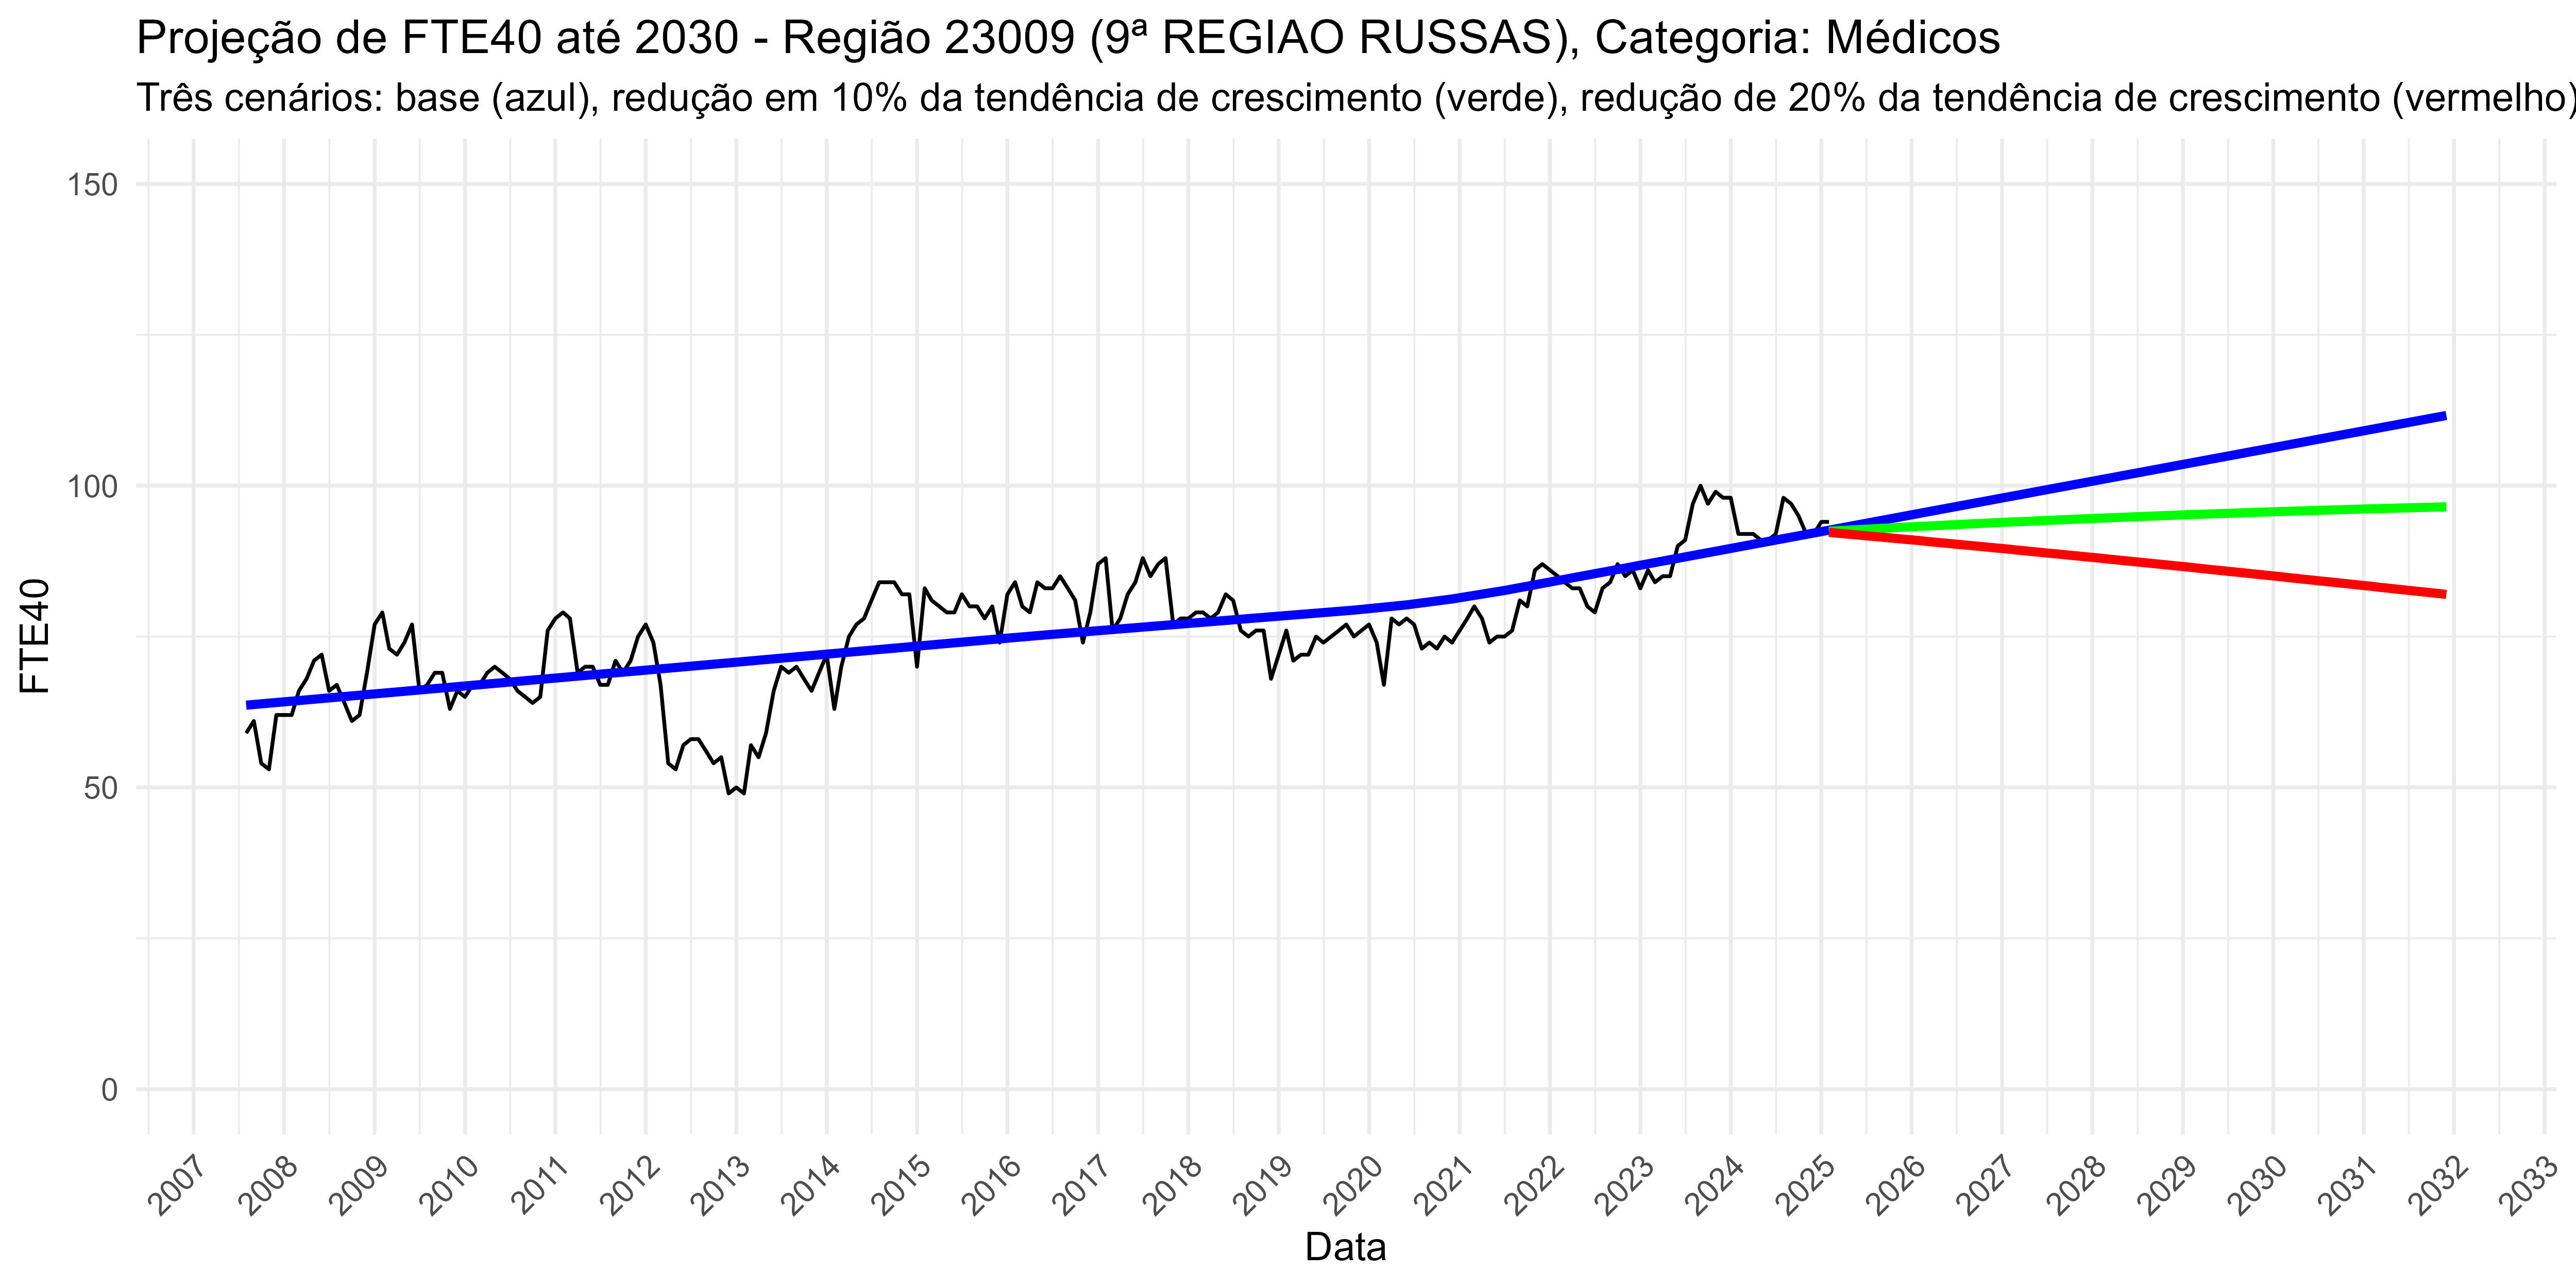 Projeção de FTE40 até 2030 - Região 23009 (9ª REGIAO RUSSAS), Categoria: Médicos
Três cenários: base (azul), redução em 10% da tendência de crescimento (verde), redução de 20% da tendência de crescimento (vermelho)
150
100
50
0
FTE40
2007 2008 2009 2010 2011 2012 2013 2014 2015 2016 2017 2018 2019 2020 2021 2022 2023 2024 2025 2026 2027 2028 2029 2030 2031 2032 2033
Data